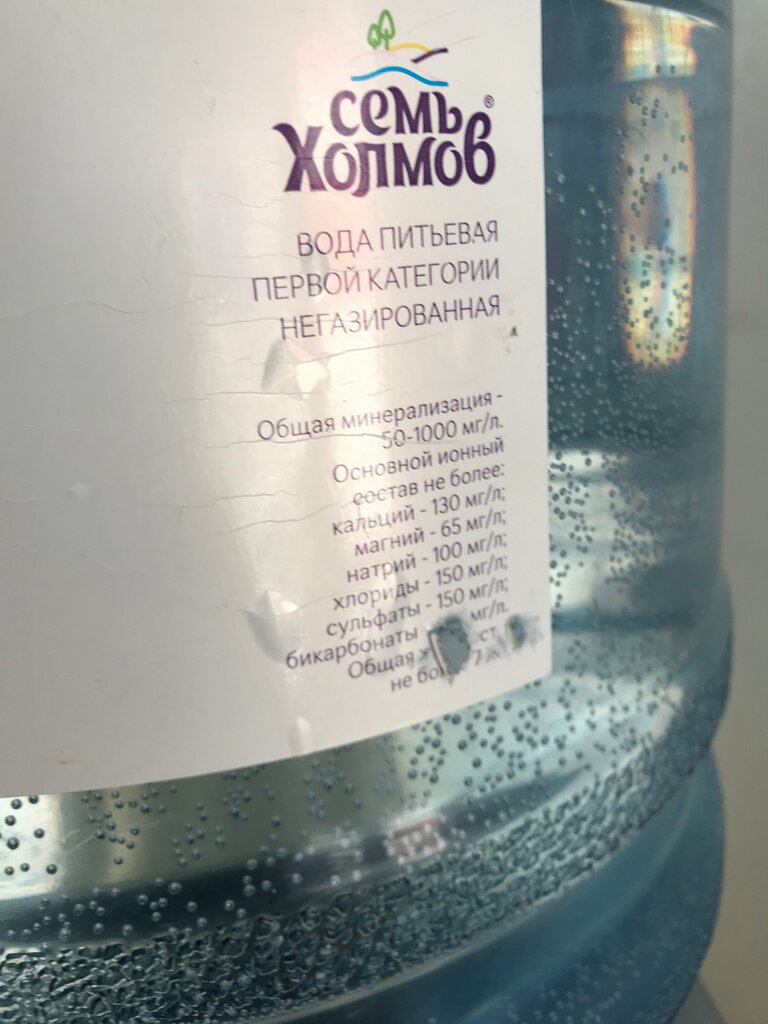 семь
холмов®
ВОДА ПИТЬЕВАЯ
ПЕРВОЙ КАТЕГОРИИ
НЕГАЗИРОВАННАЯ
Общая минерализация -
50-1000 мг/л.
Основной ионный
состав не более:
кальций - 130 мг/л;
магний - 65 мг/л;
натрий - 100 мг/л;
хлориды - 150 мг/л;
сульфаты - 150 мг/л;
бикарбонаты мг/л.
Общая
не